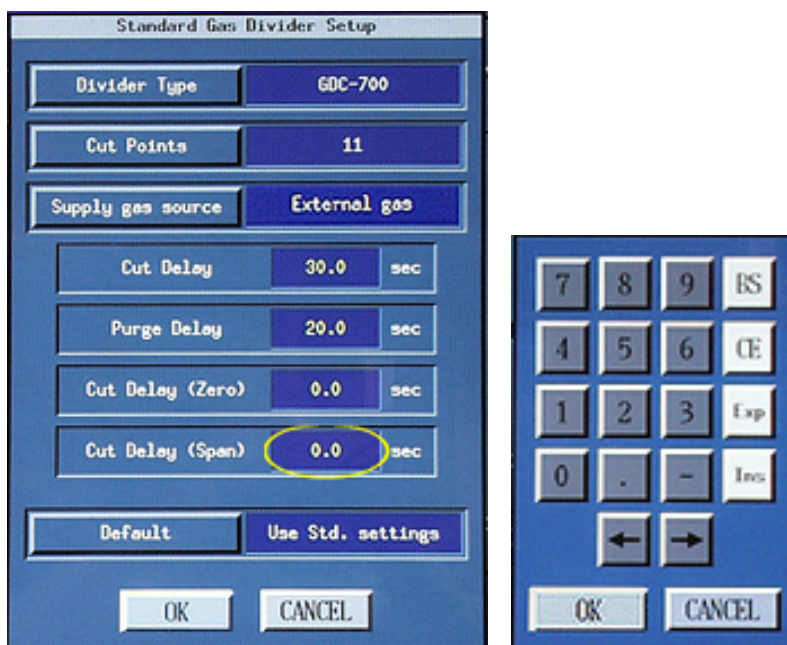 Standard Gas Divider Setup
Divider Type GDC-700
Cut Points 11
Supply gas source External gas
Cut Delay 30.0 sec
Purge Delay 20.0 sec
Cut Delay (Zero) 0.0 sec
Cut Delay (Span) 0.0 sec
Default Use Std. settings
OK CANCEL
7 8 9 BS
4 5 6 CE
1 2 3 Exp
0 . - Ins
← →
OK CANCEL